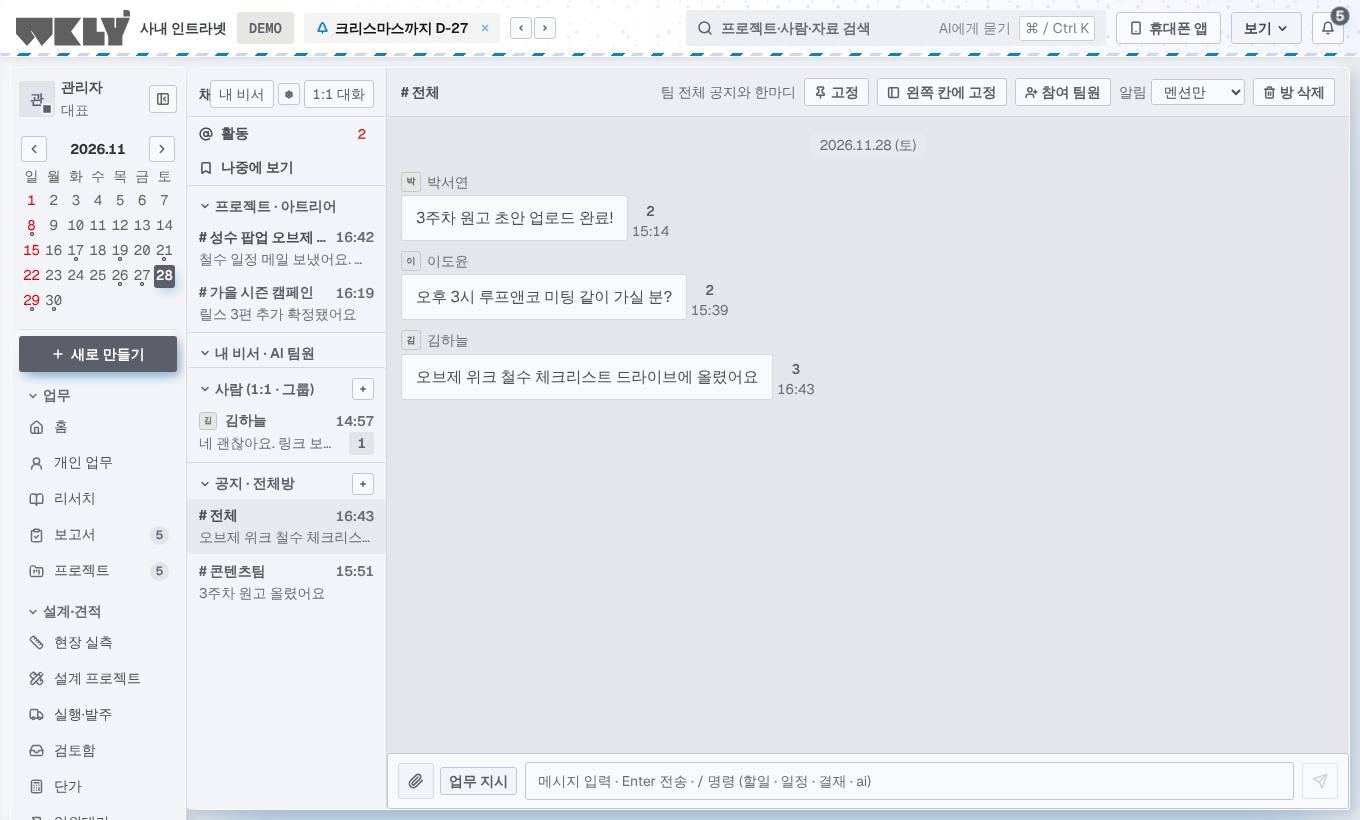 WKLY 사내 인트라넷 DEMO 크리스마스까지 D-27 × ‹ › 프로젝트·사람·자료 검색 AI에게 묻기 ⌘ / Ctrl K 휴대폰 앱 보기 5
관 관리자
대표
2026.11
일 월 화 수 목 금 토
1 2 3 4 5 6 7
8 9 10 11 12 13 14
15 16 17 18 19 20 21
22 23 24 25 26 27 28
29 30
+ 새로 만들기
업무
홈
개인 업무
리서치
보고서 5
프로젝트 5
설계·견적
현장 실측
설계 프로젝트
실행·발주
검토함
단가
내 비서 1:1 대화
활동 2
나중에 보기
프로젝트 · 아트리어
# 성수 팝업 오브제 ... 16:42
철수 일정 메일 보냈어요. ...
# 가을 시즌 캠페인 16:19
릴스 3편 추가 확정됐어요
내 비서 · AI 팀원
사람 (1:1 · 그룹) +
김 김하늘 14:57
네 괜찮아요. 링크 보... 1
공지 · 전체방 +
# 전체 16:43
오브제 위크 철수 체크리스...
# 콘텐츠팀 15:51
3주차 원고 올렸어요
# 전체 팀 전체 공지와 한마디 고정 왼쪽 칸에 고정 참여 팀원 알림 멘션만 방 삭제
2026.11.28 (토)
박 박서연
3주차 원고 초안 업로드 완료! 2
15:14
이 이도윤
오후 3시 루프앤코 미팅 같이 가실 분? 2
15:39
김 김하늘
오브제 위크 철수 체크리스트 드라이브에 올렸어요 3
16:43
업무 지시 메시지 입력 · Enter 전송 · / 명령 (할일 · 일정 · 결재 · ai)